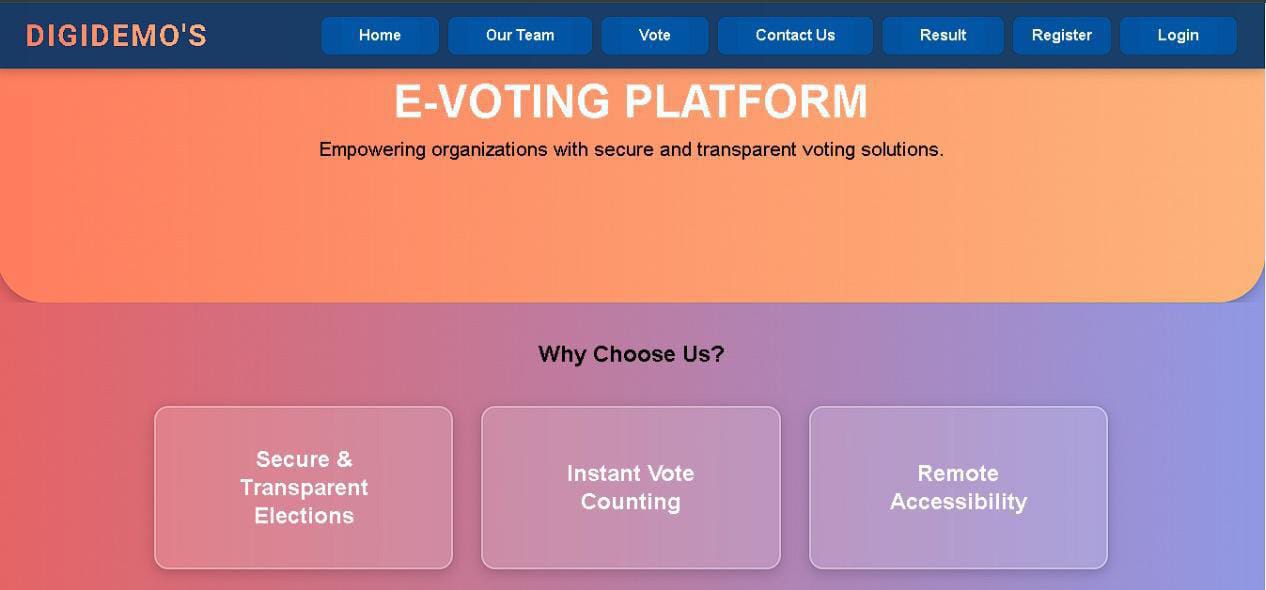 DIGIDEMO'S
Home
Our Team
Vote
Contact Us
Result
Register
Login
E-VOTING PLATFORM
Empowering organizations with secure and transparent voting solutions.
Why Choose Us?
Secure &
Transparent
Elections
Instant Vote
Counting
Remote
Accessibility